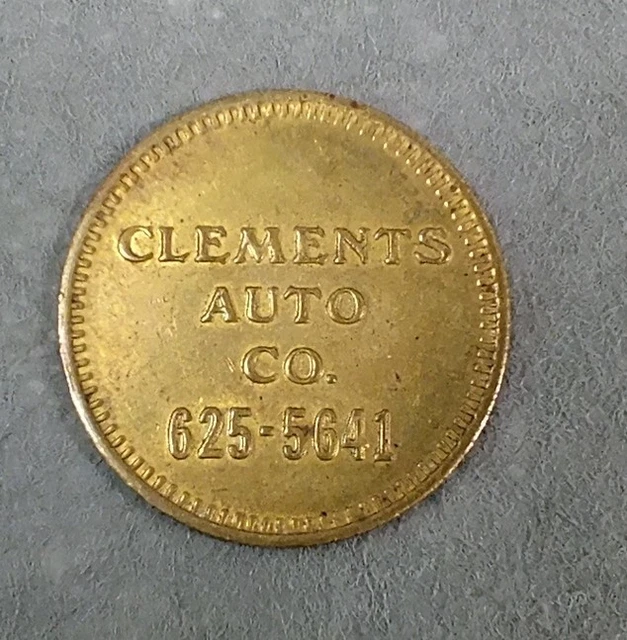 CLEMENTS
AUTO
CO.
625-5641